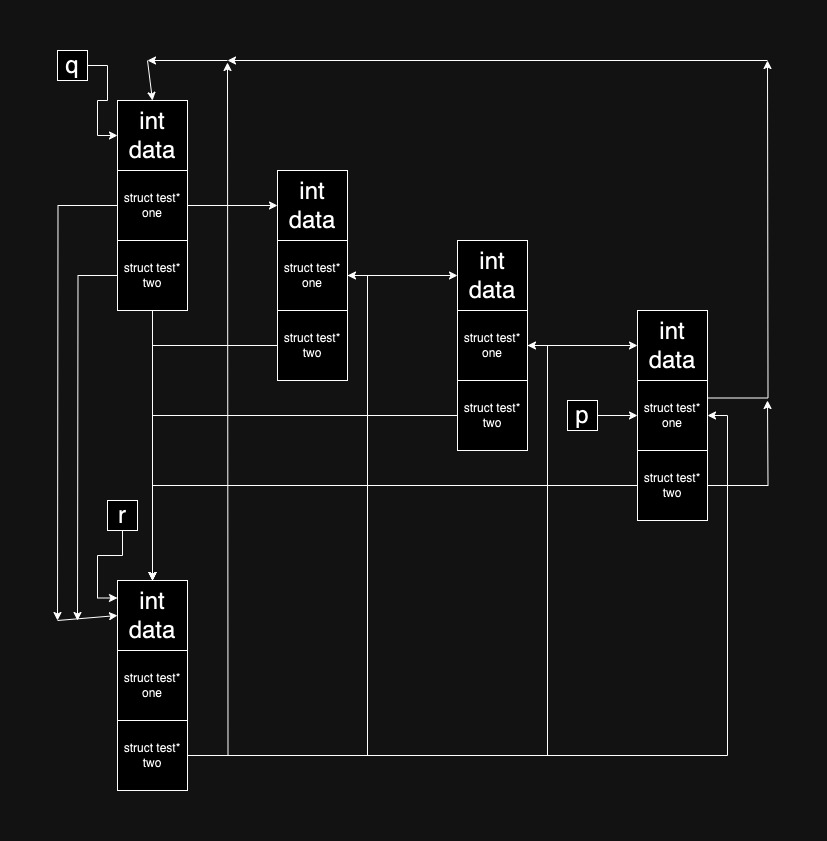 q
int
data
struct test*
one
struct test*
two
int
data
struct test*
one
struct test*
two
int
data
struct test*
one
struct test*
two
int
data
p
struct test*
one
struct test*
two
r
int
data
struct test*
one
struct test*
two